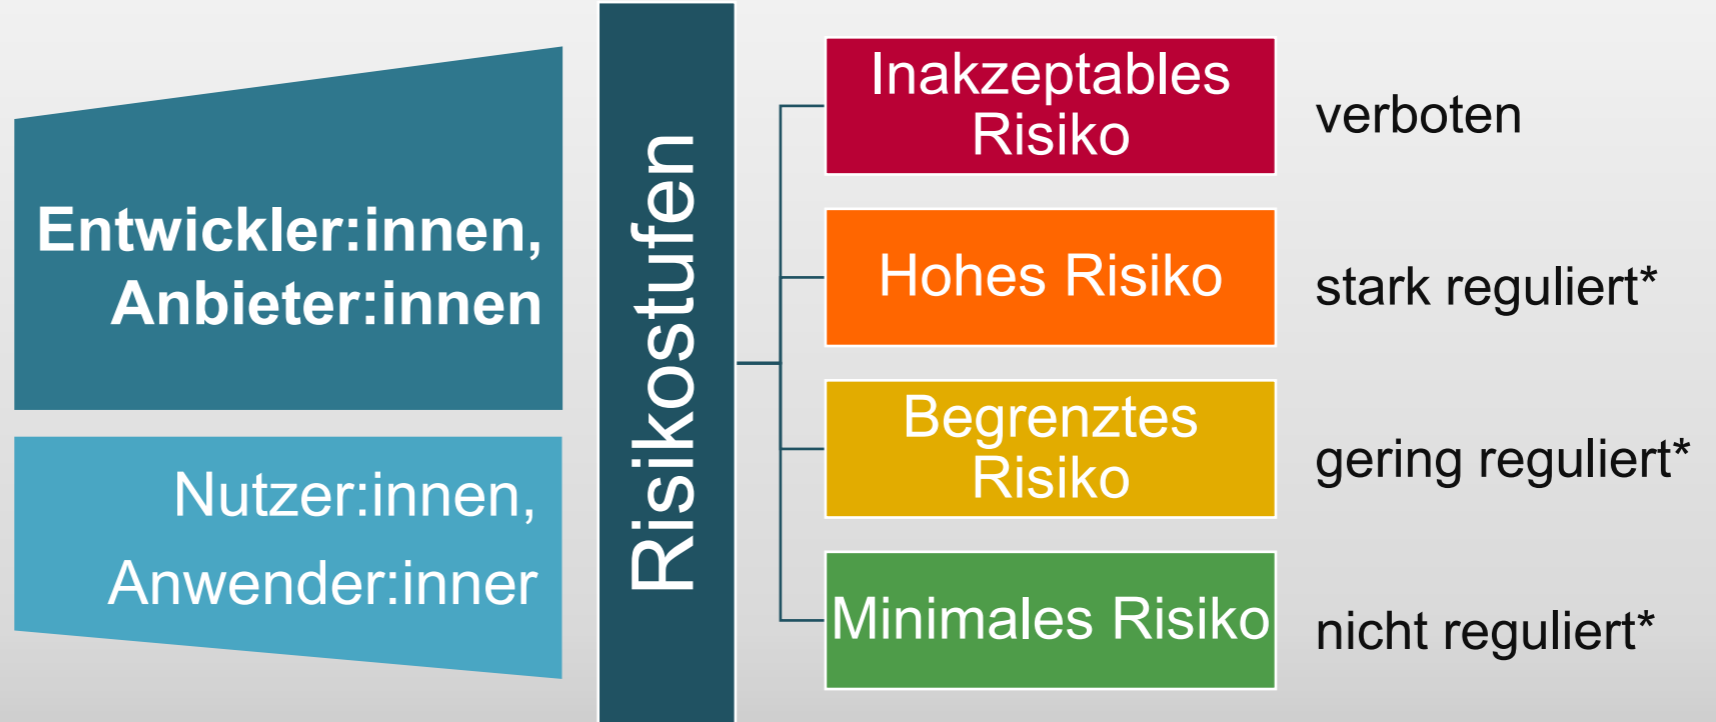 Entwickler:innen,
Anbieter:innen
Nutzer:innen,
Anwender:inner
Risikostufen
Inakzeptables
Risiko
verboten
Hohes Risiko
stark reguliert*
Begrenztes
Risiko
gering reguliert*
Minimales Risiko
nicht reguliert*